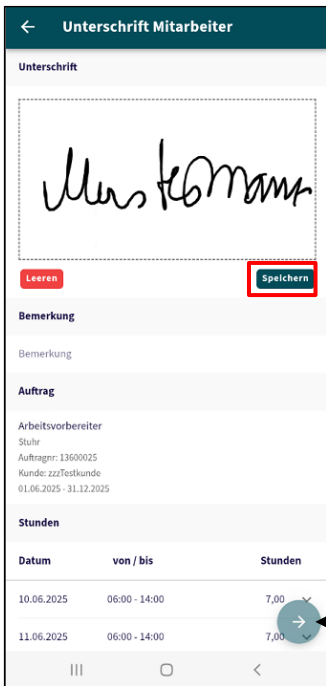 Unterschrift Mitarbeiter
Unterschrift
Mustermann
Leeren
Speichern
Bemerkung
Bemerkung
Auftrag
Arbeitsvorbereiter
Stuhr
Auftragnr: 13600025
Kunde: zzzTestkunde
01.06.2025 - 31.12.2025
Stunden
Datum von / bis Stunden
10.06.2025 06:00 - 14:00 7,00
11.06.2025 06:00 - 14:00 7,00